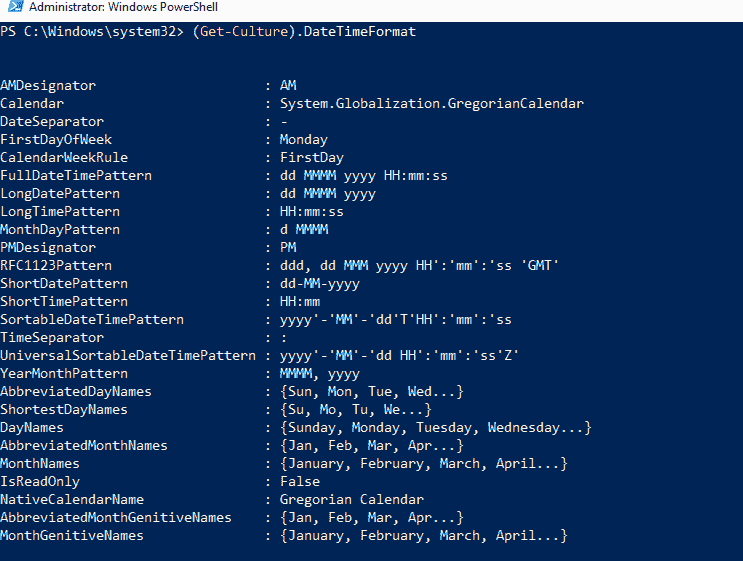 Administrator: Windows PowerShell
PS C:\Windows\system32> (Get-Culture).DateTimeFormat
AMDesignator : AM
Calendar : System.Globalization.GregorianCalendar
DateSeparator : -
FirstDayOfWeek : Monday
CalendarWeekRule : FirstDay
FullDateTimePattern : dd MMMM yyyy HH:mm:ss
LongDatePattern : dd MMMM yyyy
LongTimePattern : HH:mm:ss
MonthDayPattern : d MMMM
PMDesignator : PM
RFC1123Pattern : ddd, dd MMM yyyy HH':'mm':'ss 'GMT'
ShortDatePattern : dd-MM-yyyy
ShortTimePattern : HH:mm
SortableDateTimePattern : yyyy'-'MM'-'dd'T'HH':'mm':'ss
TimeSeparator : :
UniversalSortableDateTimePattern : yyyy'-'MM'-'dd HH':'mm':'ss'Z'
YearMonthPattern : MMMM, yyyy
AbbreviatedDayNames : {Sun, Mon, Tue, Wed...}
ShortestDayNames : {Su, Mo, Tu, We...}
DayNames : {Sunday, Monday, Tuesday, Wednesday...}
AbbreviatedMonthNames : {Jan, Feb, Mar, Apr...}
MonthNames : {January, February, March, April...}
IsReadOnly : False
NativeCalendarName : Gregorian Calendar
AbbreviatedMonthGenitiveNames : {Jan, Feb, Mar, Apr...}
MonthGenitiveNames : {January, February, March, April...}